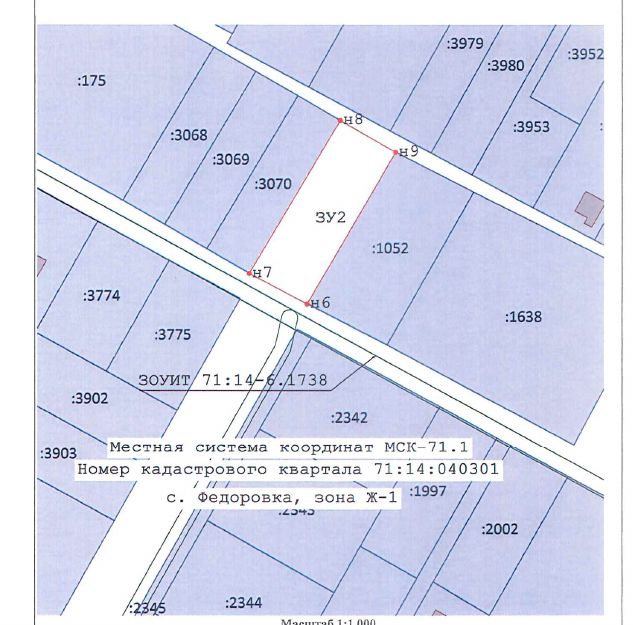 :3979
:3952
:3980
:175
:3953
н8
:3068
н9
:3069
:3070
ЗУ2
:1052
н7
:3774
н6
:1638
:3775
ЗОУИТ 71:14-6.1738
:3902
:2342
Местная система координат МСК-71.1
:3903
Номер кадастрового квартала 71:14:040301
:1997
с. Федоровка, зона Ж-1
:2343
:2002
:2345
:2344
Масштаб 1:1 000